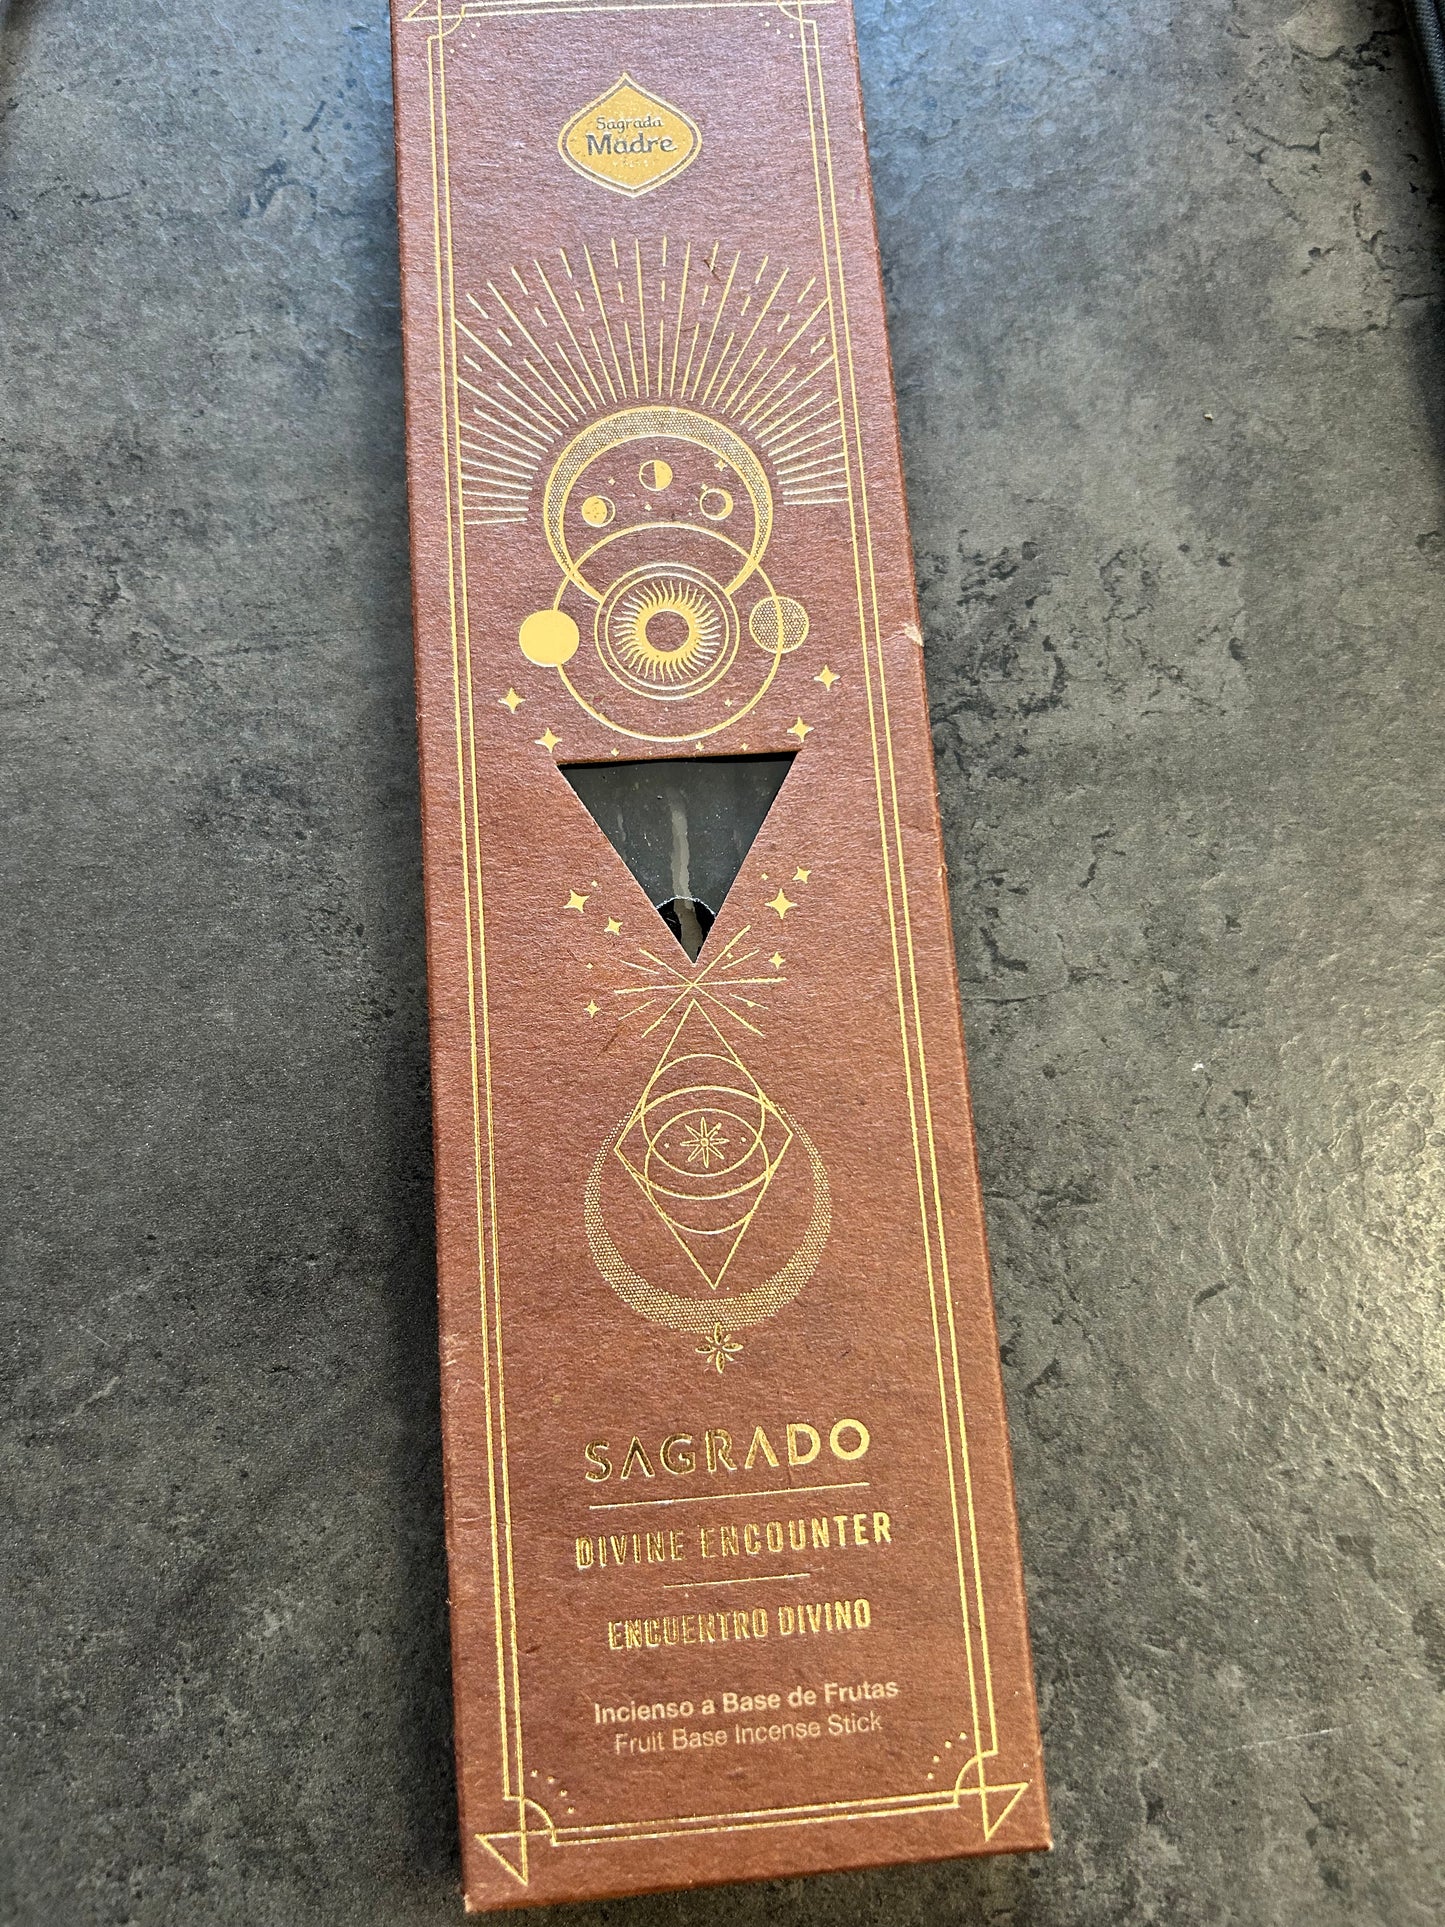 Sagrada
Madre
SAGRADO
DIVINE ENCOUNTER
ENCUENTRO DIVINO
Incienso a Base de Frutas
Fruit Base Incense Stick